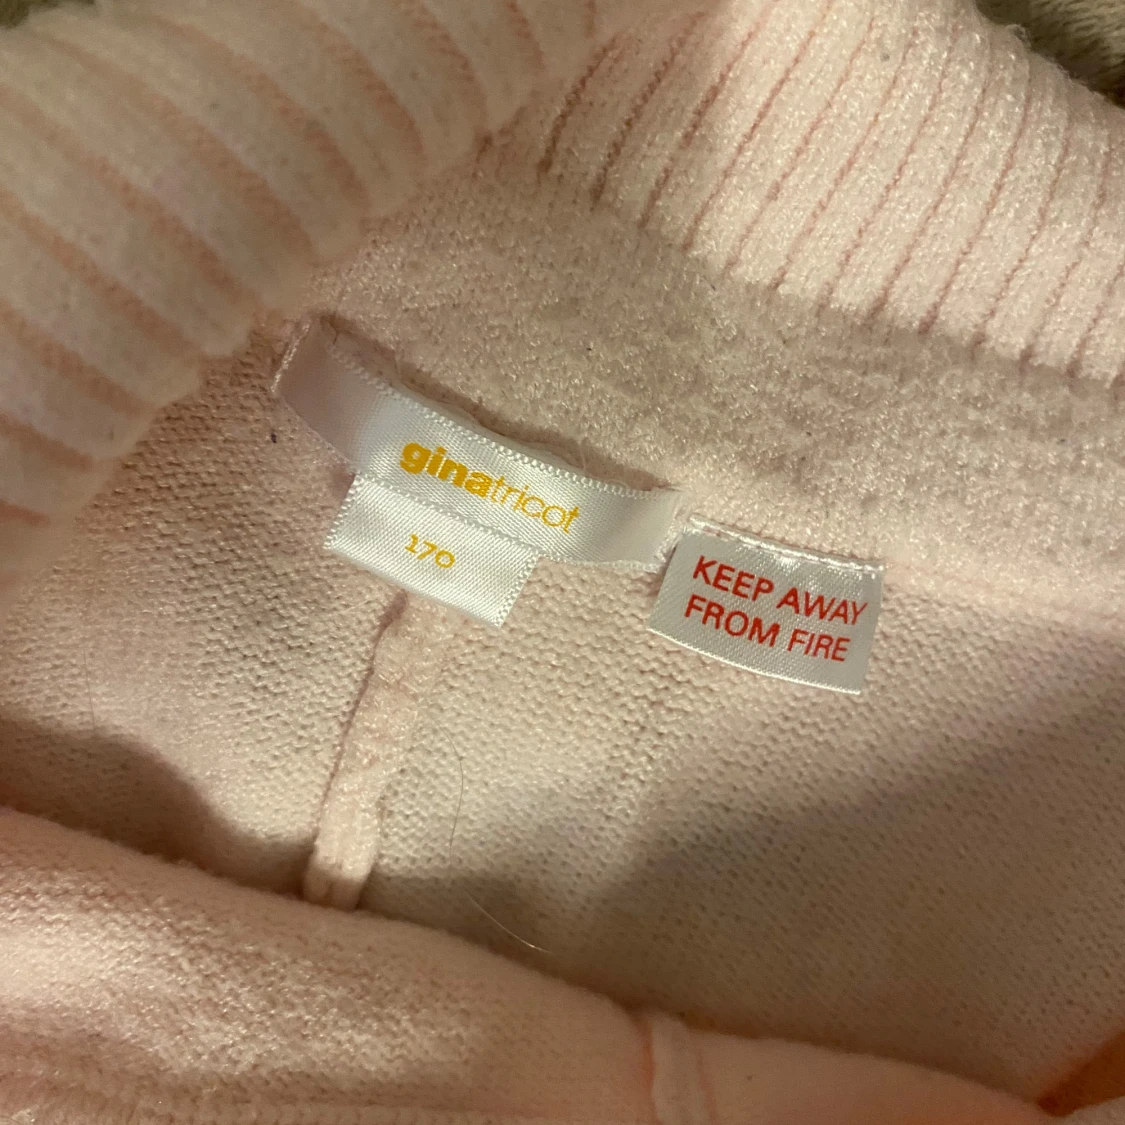 ginatricot
170
KEEP AWAY
FROM FIRE